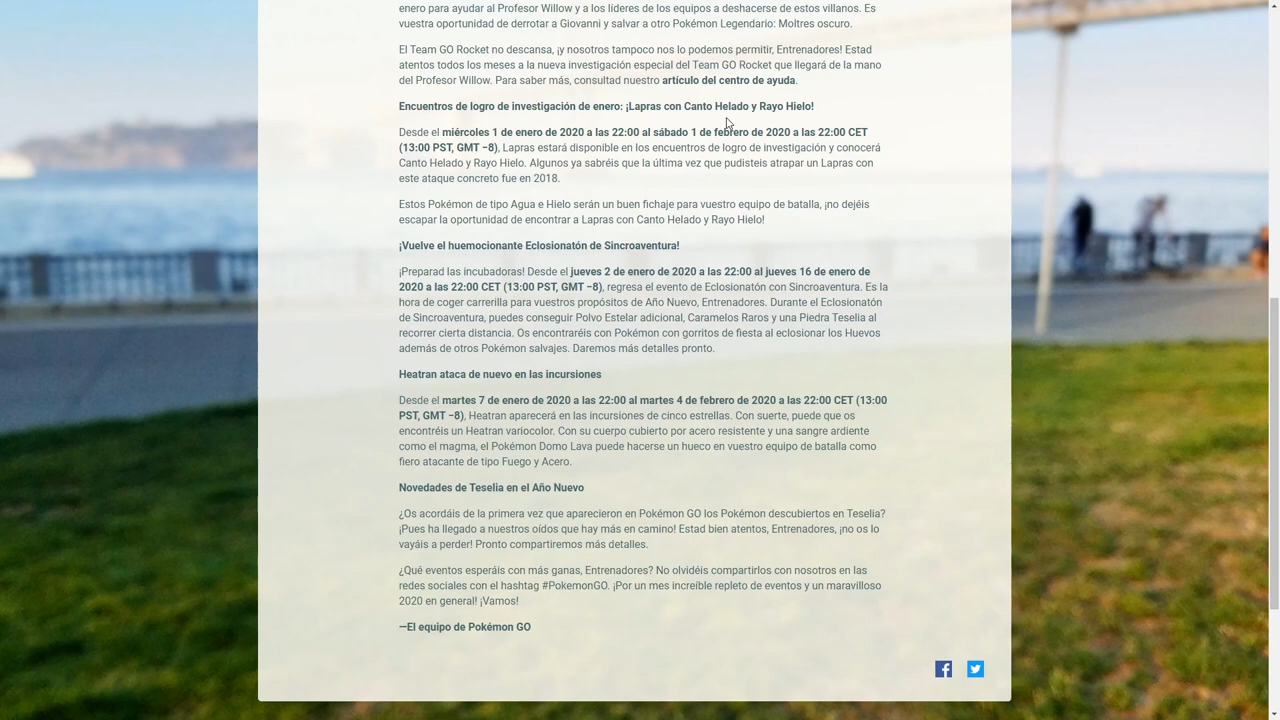 enero para ayudar al Profesor Willow y a los líderes de los equipos a deshacerse de estos villanos. Es
vuestra oportunidad de derrotar a Giovanni y salvar a otro Pokémon Legendario: Moltres oscuro.
El Team GO Rocket no descansa, ¡y nosotros tampoco nos lo podemos permitir, Entrenadores! Estad
atentos todos los meses a la nueva investigación especial del Team GO Rocket que llegará de la mano
del Profesor Willow. Para saber más, consultad nuestro artículo del centro de ayuda.
Encuentros de logro de investigación de enero: ¡Lapras con Canto Helado y Rayo Hielo!
Desde el miércoles 1 de enero de 2020 a las 22:00 al sábado 1 de febrero de 2020 a las 22:00 CET
(13:00 PST, GMT −8), Lapras estará disponible en los encuentros de logro de investigación y conocerá
Canto Helado y Rayo Hielo. Algunos ya sabréis que la última vez que pudisteis atrapar un Lapras con
este ataque concreto fue en 2018.
Estos Pokémon de tipo Agua e Hielo serán un buen fichaje para vuestro equipo de batalla, ¡no dejéis
escapar la oportunidad de encontrar a Lapras con Canto Helado y Rayo Hielo!
¡Vuelve el huemocionante Eclosionatón de Sincroaventura!
¡Preparad las incubadoras! Desde el jueves 2 de enero de 2020 a las 22:00 al jueves 16 de enero de
2020 a las 22:00 CET (13:00 PST, GMT −8), regresa el evento de Eclosionatón con Sincroaventura. Es la
hora de coger carrerilla para vuestros propósitos de Año Nuevo, Entrenadores. Durante el Eclosionatón
de Sincroaventura, puedes conseguir Polvo Estelar adicional, Caramelos Raros y una Piedra Teselia al
recorrer cierta distancia. Os encontraréis con Pokémon con gorritos de fiesta al eclosionar los Huevos
además de otros Pokémon salvajes. Daremos más detalles pronto.
Heatran ataca de nuevo en las incursiones
Desde el martes 7 de enero de 2020 a las 22:00 al martes 4 de febrero de 2020 a las 22:00 CET (13:00
PST, GMT −8), Heatran aparecerá en las incursiones de cinco estrellas. Con suerte, puede que os
encontréis un Heatran variocolor. Con su cuerpo cubierto por acero resistente y una sangre ardiente
como el magma, el Pokémon Domo Lava puede hacerse un hueco en vuestro equipo de batalla como
fiero atacante de tipo Fuego y Acero.
Novedades de Teselia en el Año Nuevo
¿Os acordáis de la primera vez que aparecieron en Pokémon GO los Pokémon descubiertos en Teselia?
¡Pues ha llegado a nuestros oídos que hay más en camino! Estad bien atentos, Entrenadores, ¡no os lo
vayáis a perder! Pronto compartiremos más detalles.
¿Qué eventos esperáis con más ganas, Entrenadores? No olvidéis compartirlos con nosotros en las
redes sociales con el hashtag #PokemonGO. ¡Por un mes increíble repleto de eventos y un maravilloso
2020 en general! ¡Vamos!
—El equipo de Pokémon GO